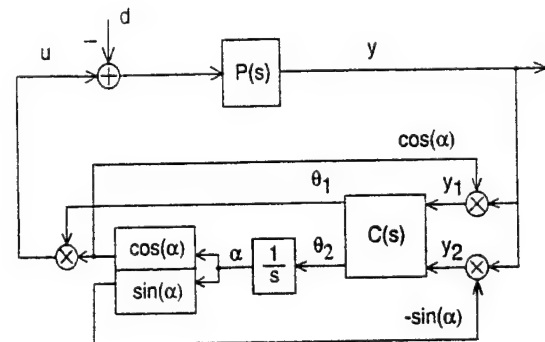 d
−
u
+
P(s)
y
cos(α)
θ1
y1
×
C(s)
×
cos(α)
α
1
s
θ2
y2
×
sin(α)
-sin(α)